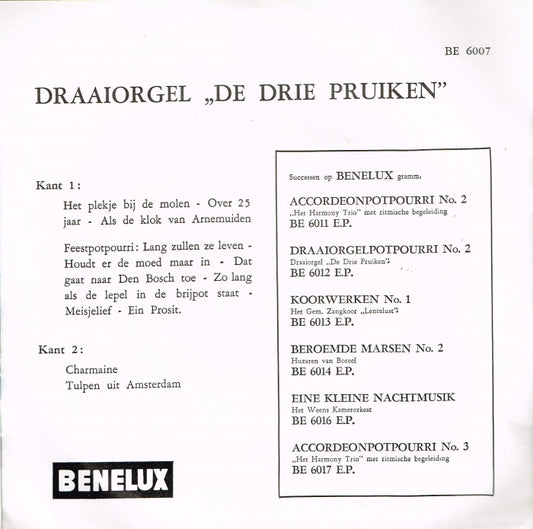 BE 6007
DRAAIORGEL „DE DRIE PRUIKEN”
Kant 1:
Het plekje bij de molen - Over 25
jaar - Als de klok van Arnemuiden
Feestpotpourri: Lang zullen ze leven -
Houdt er de moed maar in - Dat
gaat naar Den Bosch toe - Zo lang
als de lepel in de brijpot staat -
Meisjelief - Ein Prosit.
Kant 2:
Charmaine
Tulpen uit Amsterdam
BENELUX
Successen op BENELUX gramm.
ACCORDEONPOTPOURRI No. 2
„Het Harmony Trio” met ritmische begeleiding
BE 6011 E.P.
DRAAIORGELPOTPOURRI No. 2
Draaiorgel „De Drie Pruiken”
BE 6012 E.P.
KOORWERKEN No. 1
Het Gem. Zangkoor „Lentelust”
BE 6013 E.P.
BEROEMDE MARSEN No. 2
Huzaren van Boreel
BE 6014 E.P.
EINE KLEINE NACHTMUSIK
Het Weens Kamerorkest
BE 6016 E.P.
ACCORDEONPOTPOURRI No. 3
„Het Harmony Trio” met ritmische begeleiding
BE 6017 E.P.